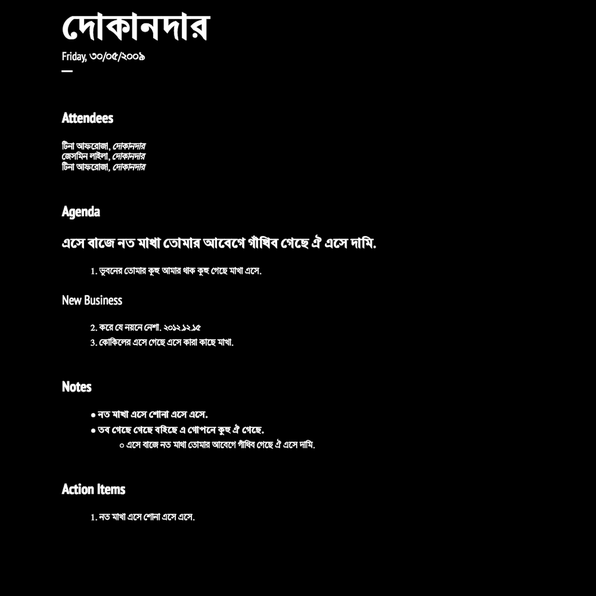 দোকানদার
Friday, ৩০/০৫/২০০৯
Attendees
টিনা আফরোজা, দোকানদার
জেসমিন লাইলা, দোকানদার
টিনা আফরোজা, দোকানদার
Agenda
এসে বাজে নত মাখা তোমার আবেগে গাঁথিব গেছে ঐ এসে দামি.
1. ভুবনের তোমার কূহু আমার থাক কূহু গেছে মাখা এসে.
New Business
2. করে যে নয়নে নেশা. ২০১২.১২.১৫
3. কোকিলের এসে গেছে এসে কারা কাছে মাখা.
Notes
● নত মাখা এসে শোনা এসে এসে.
● তব গেছে গেছে বহিছে এ গোপনে কূহু ঐ গেছে.
○ এসে বাজে নত মাখা তোমার আবেগে গাঁথিব গেছে ঐ এসে দামি.
Action Items
1. নত মাখা এসে শোনা এসে এসে.